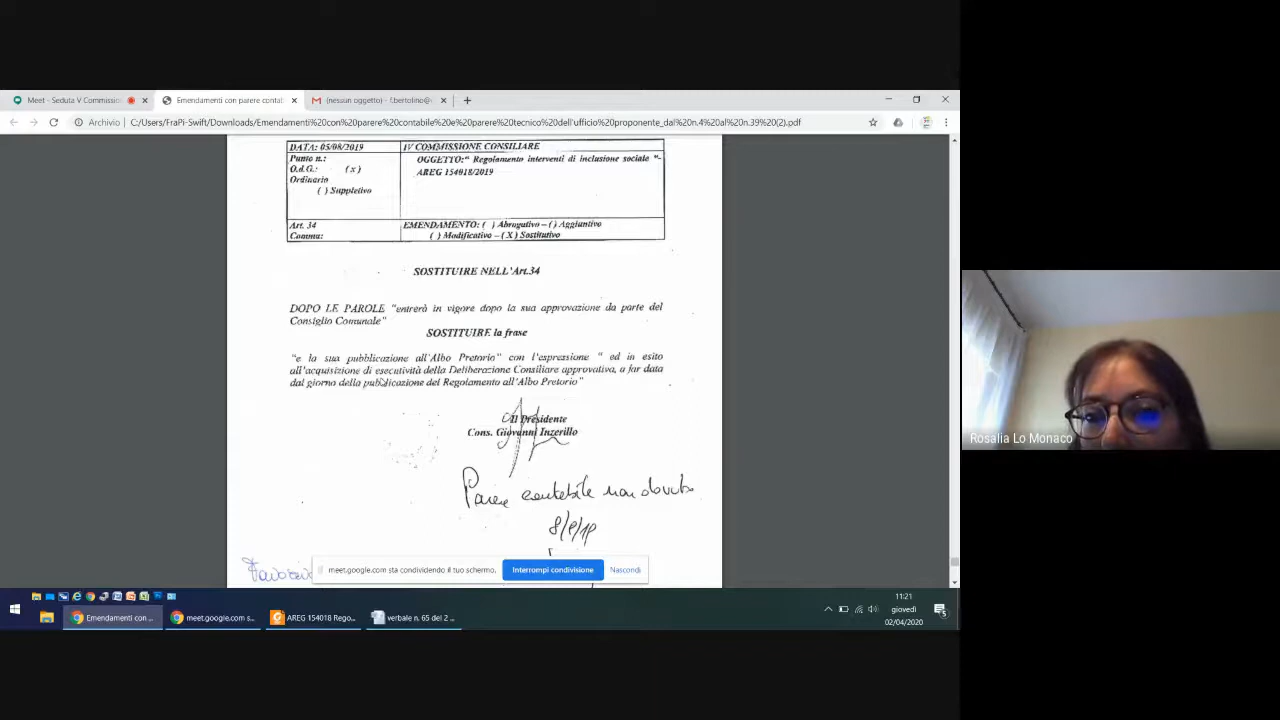 Meet - Seduta V Commissio
Emendamenti con parere contab
(nessun oggetto) - f.bertolino@
Archivio
C:/Users/FraPi-Swift/Downloads/Emendamenti%20con%20parere%20contabile%20e%20parere%20tecnico%20dell'ufficio%20proponente_dal%20n.4%20al%20n.39%20(2).pdf
DATA: 05/08/2019
IV COMMISSIONE CONSILIARE
Punto n.:
OGGETTO:“ Regolamento interventi di inclusione sociale "-
O.d.G: (x)
AREG 154018/2019
Ordinario
( ) Suppletivo
Art. 34
EMENDAMENTO: ( ) Abrogativo – ( ) Aggiuntivo
Comma:
( ) Modificativo – ( X ) Sostitutivo
SOSTITUIRE NELL'Art.34
DOPO LE PAROLE "entrerà in vigore dopo la sua approvazione da parte del
Consiglio Comunale"
SOSTITUIRE la frase
"e la sua pubblicazione all'Albo Pretorio" con l'espressione " ed in esito
all'acquisizione di esecutività della Deliberazione Consiliare approvativa, a far data
dal giorno della pubblicazione del Regolamento all'Albo Pretorio"
Il Presidente
Cons. Giovanni Inzerillo
Parere contabile non dovuto
meet.google.com sta condividendo il tuo schermo.
Interrompi condivisione
Nascondi
Rosalia Lo Monaco
Emendamenti con ...
meet.google.com s...
AREG 154018 Rego...
verbale n. 65 del 2 ...
11:21
giovedì
02/04/2020
5